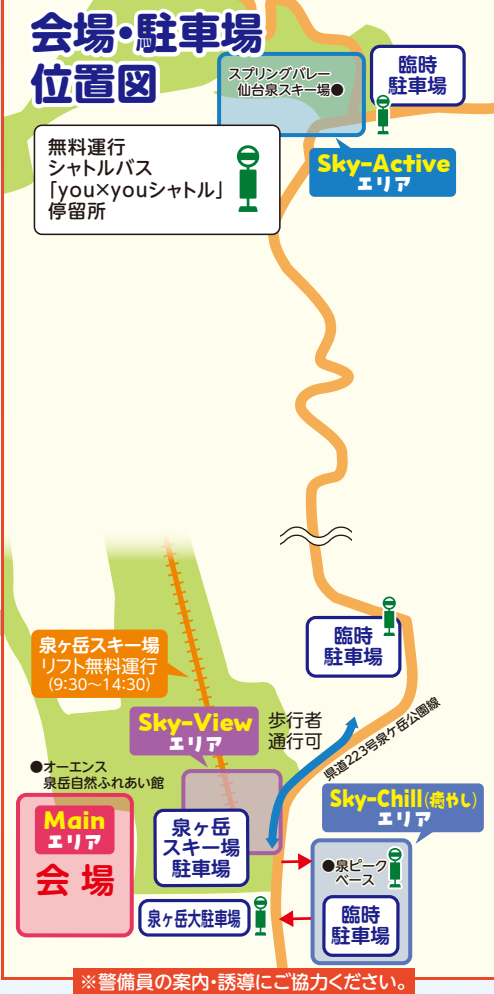 会場・駐車場
位置図
スプリングバレー
仙台泉スキー場●
臨時
駐車場
無料運行
シャトルバス
「you×youシャトル」
停留所
Sky-Active
エリア
臨時
駐車場
泉ヶ岳スキー場
リフト無料運行
(9:30〜14:30)
Sky-View
エリア
歩行者
通行可
県道223号泉ケ岳公園線
●オーエンス
泉岳自然ふれあい館
Sky-Chill(癒やし)
エリア
Main
エリア
会場
泉ヶ岳
スキー場
駐車場
●泉ピーク
ベース
泉ヶ岳大駐車場
臨時
駐車場
※警備員の案内・誘導にご協力ください。